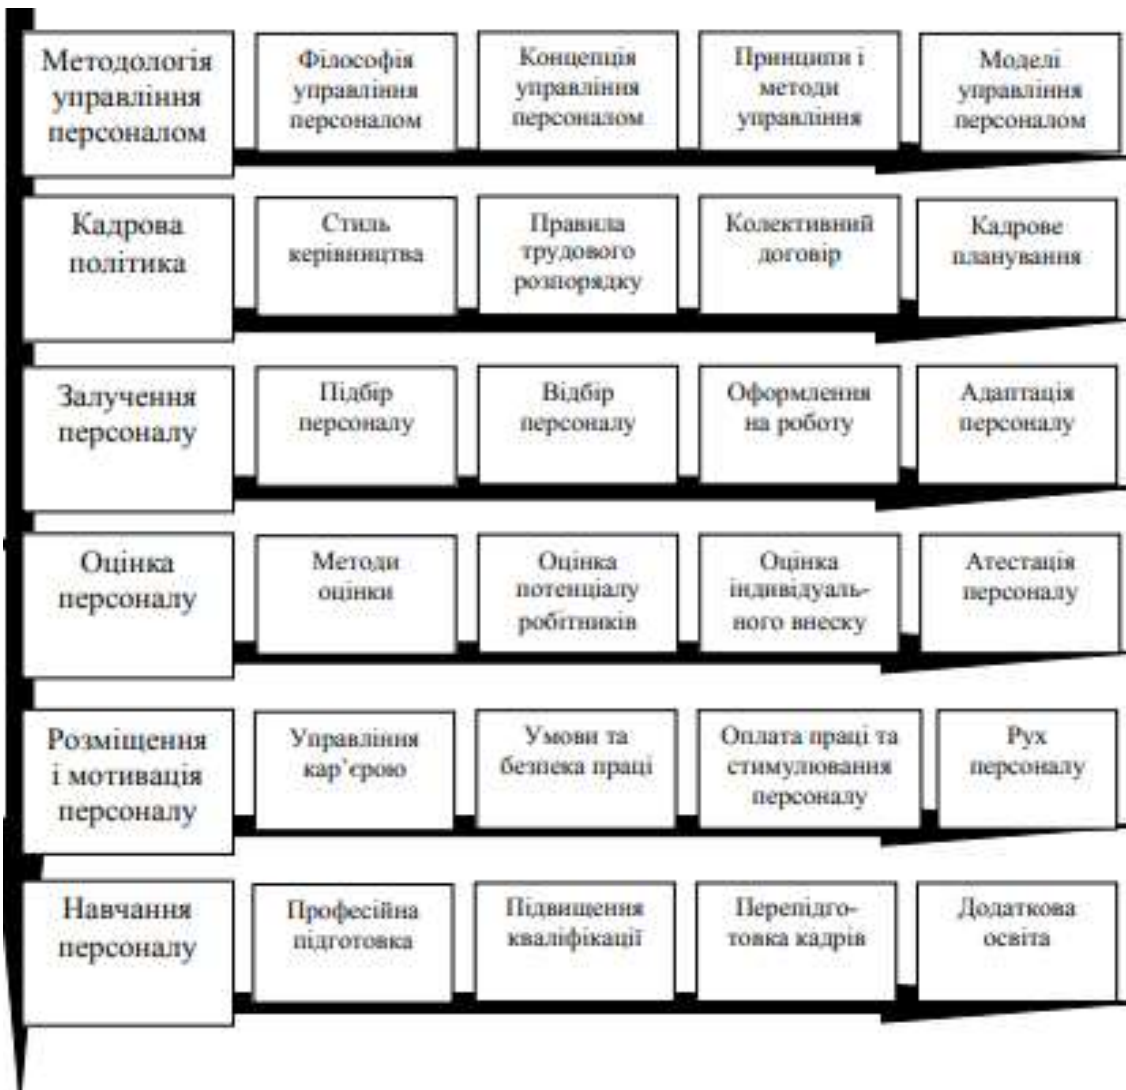 Методологія
управління
персоналом
Філософія
управління
персоналом
Концепція
управління
персоналом
Принципи і
методи
управління
Моделі
управління
персоналом
Кадрова
політика
Стиль
керівництва
Правила
трудового
розпорядку
Колективний
договір
Кадрове
планування
Залучення
персоналу
Підбір
персоналу
Відбір
персоналу
Оформлення
на роботу
Адаптація
персоналу
Оцінка
персоналу
Методи
оцінки
Оцінка
потенціалу
робітників
Оцінка
індивідуаль-
ного внеску
Атестація
персоналу
Розміщення
і мотивація
персоналу
Управління
кар’єрою
Умови та
безпека праці
Оплата праці та
стимулювання
персоналу
Рух
персоналу
Навчання
персоналу
Професійна
підготовка
Підвищення
кваліфікації
Перепідго-
товка кадрів
Додаткова
освіта